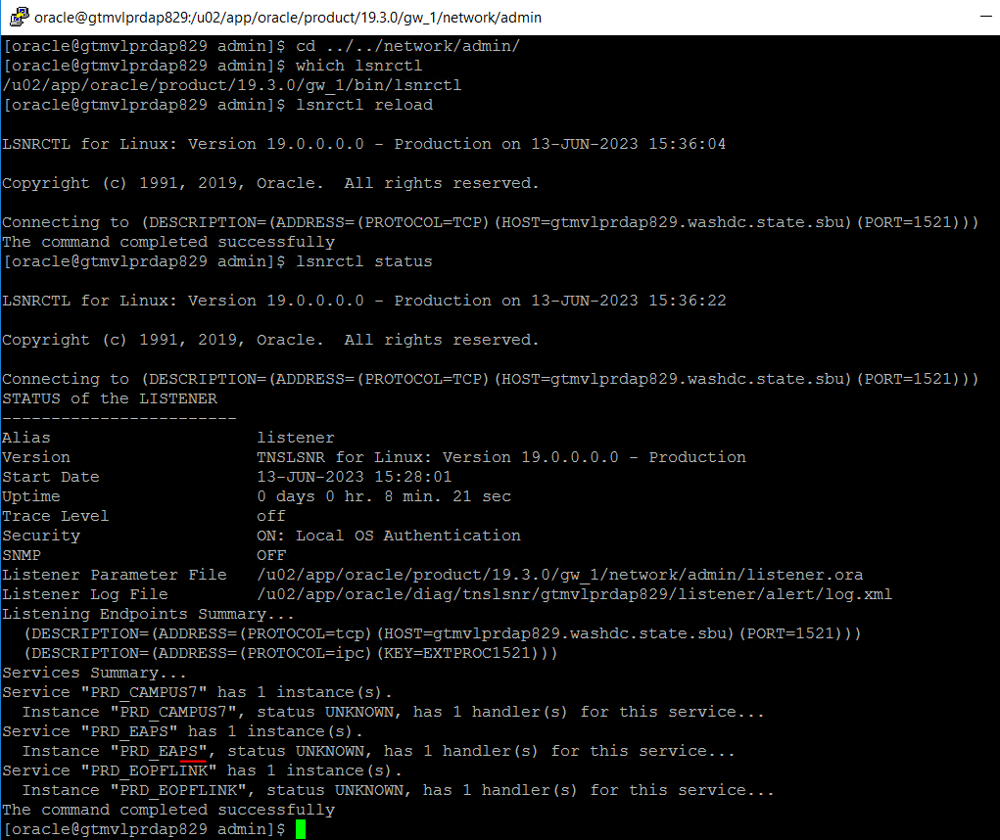 oracle@gtmvlprdap829:/u02/app/oracle/product/19.3.0/gw_1/network/admin
[oracle@gtmvlprdap829 admin]$ cd ../../network/admin/
[oracle@gtmvlprdap829 admin]$ which lsnrctl
/u02/app/oracle/product/19.3.0/gw_1/bin/lsnrctl
[oracle@gtmvlprdap829 admin]$ lsnrctl reload
LSNRCTL for Linux: Version 19.0.0.0.0 - Production on 13-JUN-2023 15:36:04
Copyright (c) 1991, 2019, Oracle.  All rights reserved.
Connecting to (DESCRIPTION=(ADDRESS=(PROTOCOL=TCP)(HOST=gtmvlprdap829.washdc.state.sbu)(PORT=1521)))
The command completed successfully
[oracle@gtmvlprdap829 admin]$ lsnrctl status
LSNRCTL for Linux: Version 19.0.0.0.0 - Production on 13-JUN-2023 15:36:22
Copyright (c) 1991, 2019, Oracle.  All rights reserved.
Connecting to (DESCRIPTION=(ADDRESS=(PROTOCOL=TCP)(HOST=gtmvlprdap829.washdc.state.sbu)(PORT=1521)))
STATUS of the LISTENER
------------------------
Alias                     listener
Version                   TNSLSNR for Linux: Version 19.0.0.0.0 - Production
Start Date                13-JUN-2023 15:28:01
Uptime                    0 days 0 hr. 8 min. 21 sec
Trace Level               off
Security                  ON: Local OS Authentication
SNMP                      OFF
Listener Parameter File   /u02/app/oracle/product/19.3.0/gw_1/network/admin/listener.ora
Listener Log File         /u02/app/oracle/diag/tnslsnr/gtmvlprdap829/listener/alert/log.xml
Listening Endpoints Summary...
  (DESCRIPTION=(ADDRESS=(PROTOCOL=tcp)(HOST=gtmvlprdap829.washdc.state.sbu)(PORT=1521)))
  (DESCRIPTION=(ADDRESS=(PROTOCOL=ipc)(KEY=EXTPROC1521)))
Services Summary...
Service "PRD_CAMPUS7" has 1 instance(s).
  Instance "PRD_CAMPUS7", status UNKNOWN, has 1 handler(s) for this service...
Service "PRD_EAPS" has 1 instance(s).
  Instance "PRD_EAPS", status UNKNOWN, has 1 handler(s) for this service...
Service "PRD_EOPFLINK" has 1 instance(s).
  Instance "PRD_EOPFLINK", status UNKNOWN, has 1 handler(s) for this service...
The command completed successfully
[oracle@gtmvlprdap829 admin]$